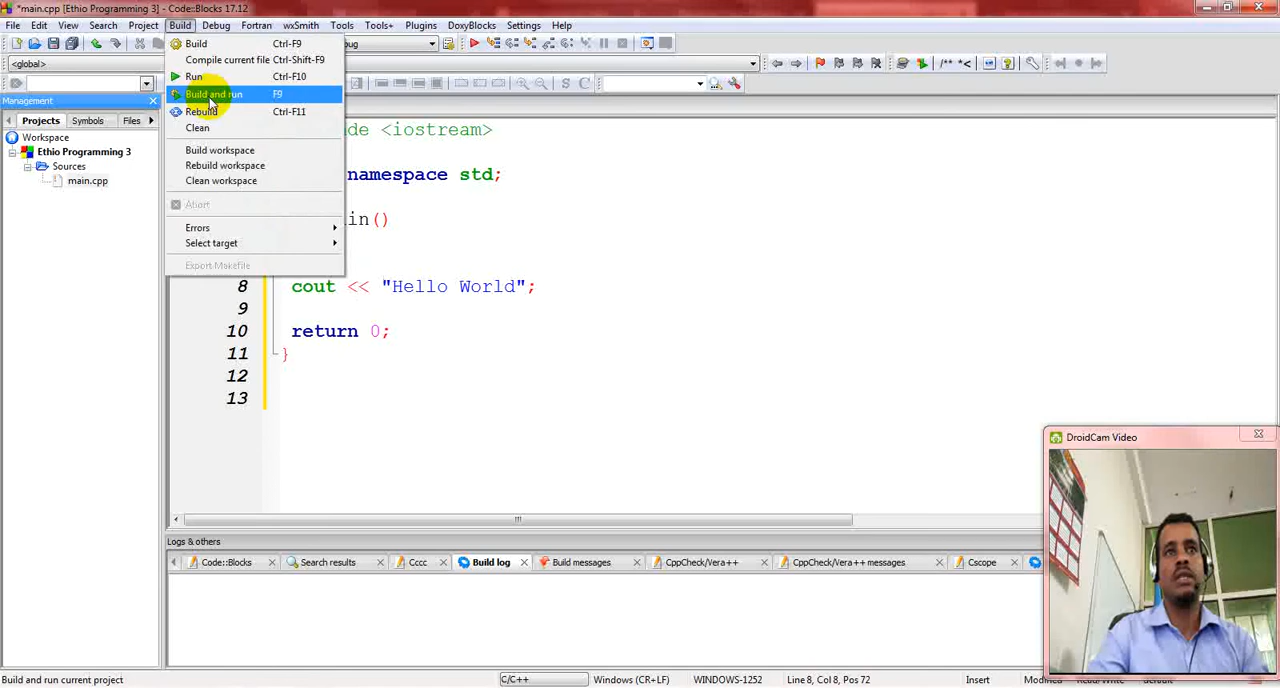 *main.cpp [Ethio Programming 3] - Code::Blocks 17.12
File Edit View Search Project Build Debug Fortran wxSmith Tools Tools+ Plugins DoxyBlocks Settings Help
Build Ctrl-F9
Compile current file Ctrl-Shift-F9
Run Ctrl-F10
Build and run F9
Rebuild Ctrl-F11
Clean
Build workspace
Rebuild workspace
Clean workspace
Abort
Errors
Select target
Export Makefile
<global>
/** *<
Management
Projects Symbols Files
Workspace
Ethio Programming 3
Sources
main.cpp
de <iostream>
namespace std;
in()
8 cout << "Hello World";
9
10 return 0;
11 }
12
13
DroidCam Video
Logs & others
Code::Blocks Search results Cccc Build log Build messages CppCheck/Vera++ CppCheck/Vera++ messages Cscope
Build and run current project C/C++ Windows (CR+LF) WINDOWS-1252 Line 8, Col 8, Pos 72 Insert Read/Write default